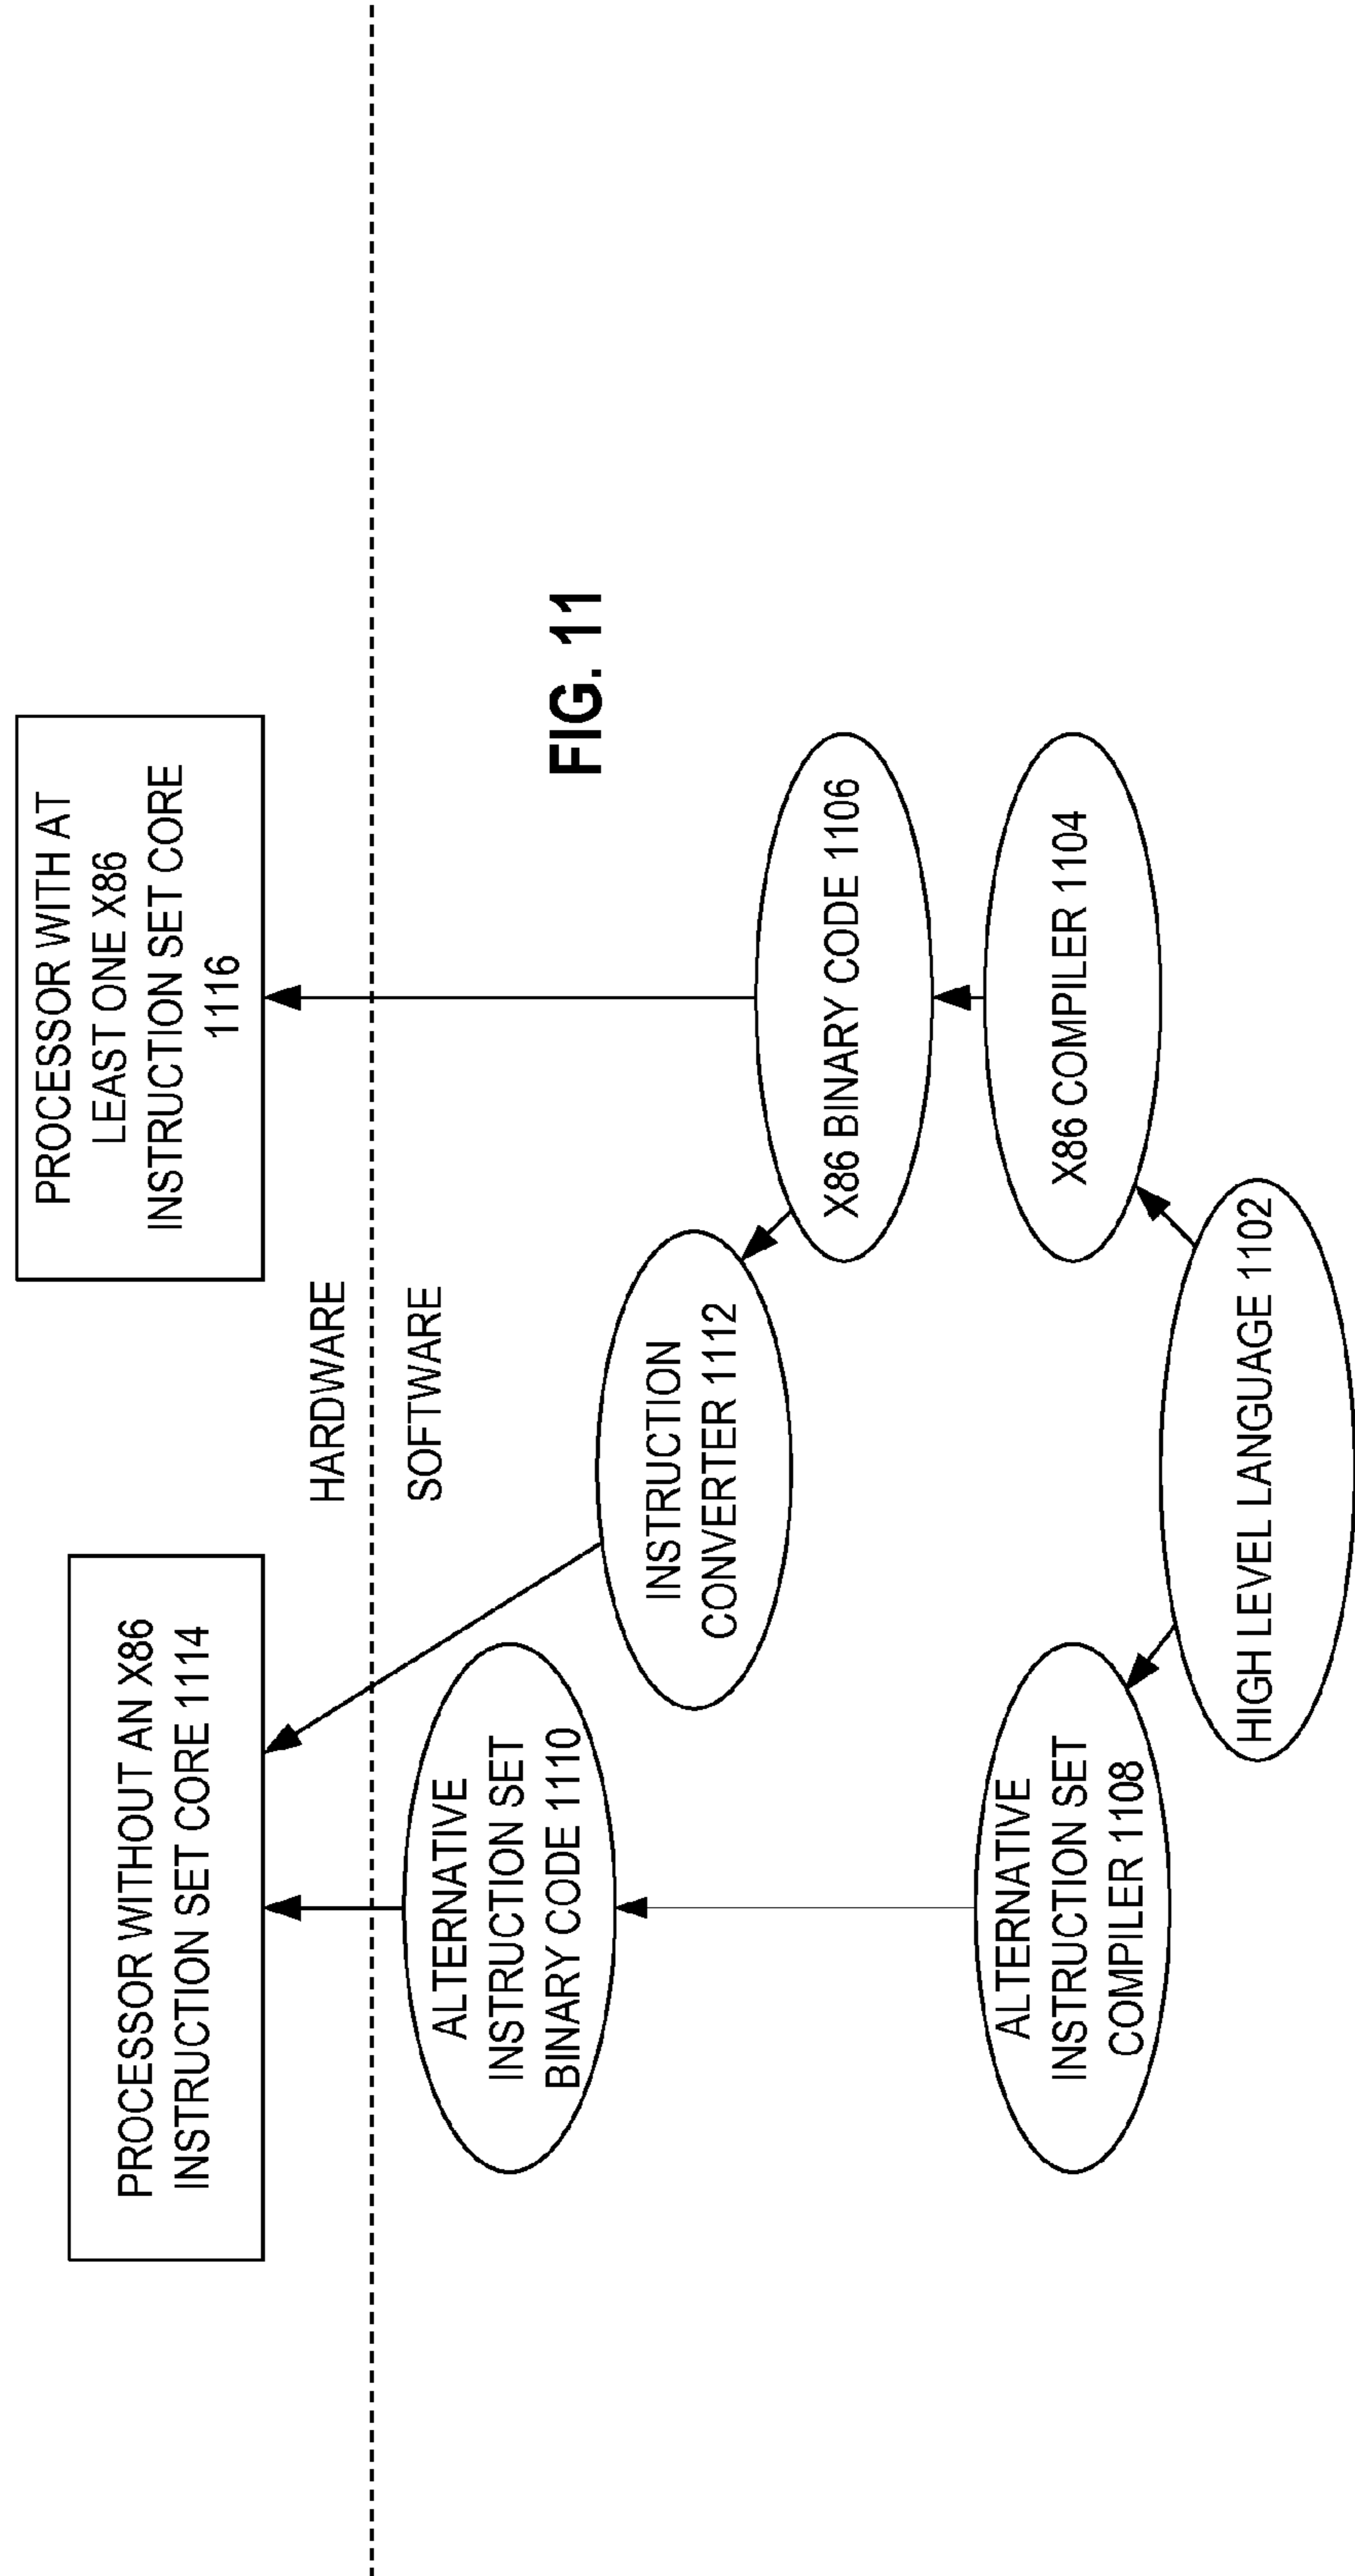 PROCESSOR WITHOUT AN X86
INSTRUCTION SET CORE 1114
PROCESSOR WITH AT
LEAST ONE X86
INSTRUCTION SET CORE
1116
HARDWARE
SOFTWARE
ALTERNATIVE
INSTRUCTION SET
BINARY CODE 1110
INSTRUCTION
CONVERTER 1112
FIG. 11
X86 BINARY CODE 1106
ALTERNATIVE
INSTRUCTION SET
COMPILER 1108
X86 COMPILER 1104
HIGH LEVEL LANGUAGE 1102